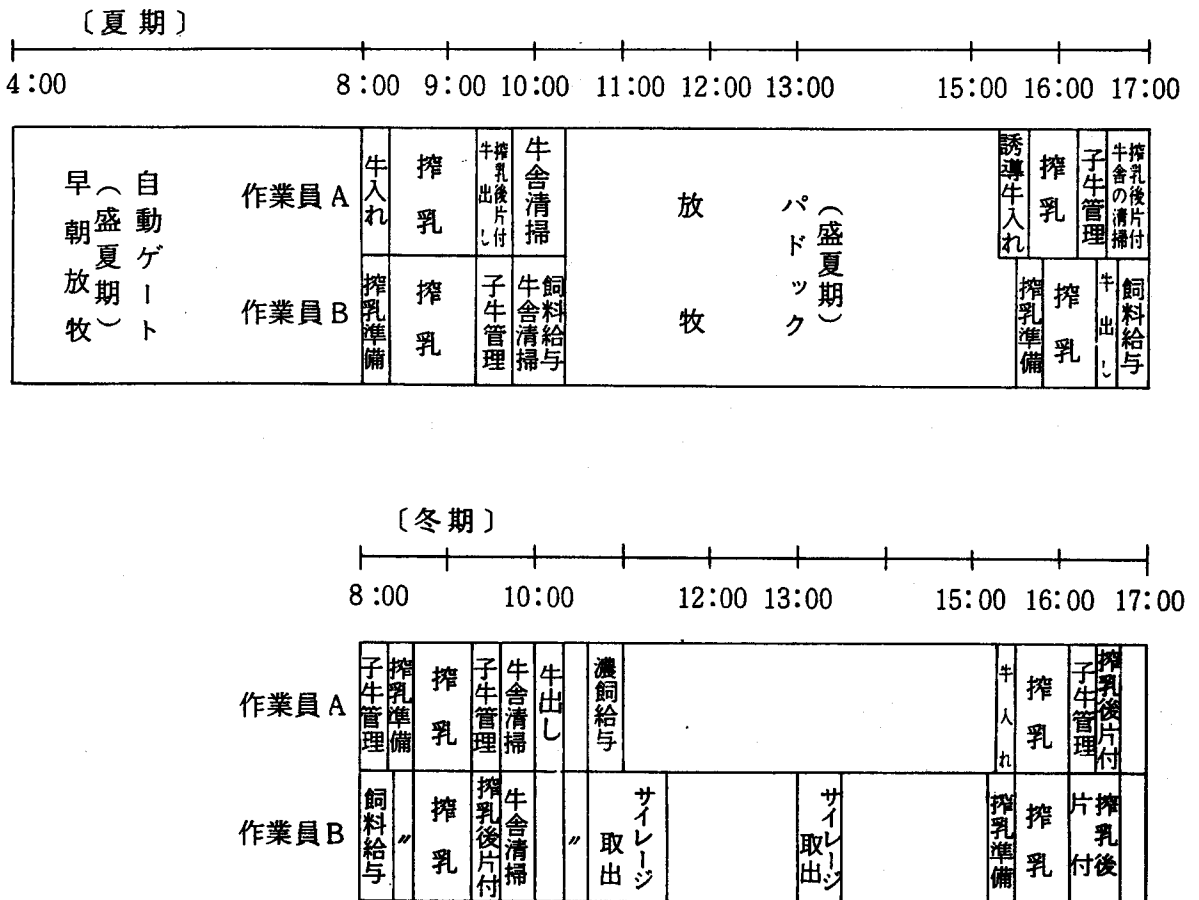 〔夏期〕
4:00 8:00 9:00 10:00 11:00 12:00 13:00 15:00 16:00 17:00
早朝放牧
(盛夏期)
自動ゲート
作業員A
牛入れ
搾乳
搾乳後片付
牛出し
牛舎清掃
放牧
パドック
(盛夏期)
誘導牛入れ
搾乳
子牛管理
搾乳後片付
牛舎の清掃
作業員B
搾乳準備
搾乳
子牛管理
飼料給与
牛舎清掃
搾乳準備
搾乳
牛出し
飼料給与
〔冬期〕
8:00 10:00 12:00 13:00 15:00 16:00 17:00
作業員A
子牛管理
搾乳準備
搾乳
子牛管理
牛舎清掃
牛出し
濃飼給与
牛入れ
搾乳
子牛管理
搾乳後片付
作業員B
飼料給与
〃
搾乳
搾乳後片付
牛舎清掃
〃
サイレージ
取出
サイレージ
取出
搾乳準備
搾乳
搾乳後
片付